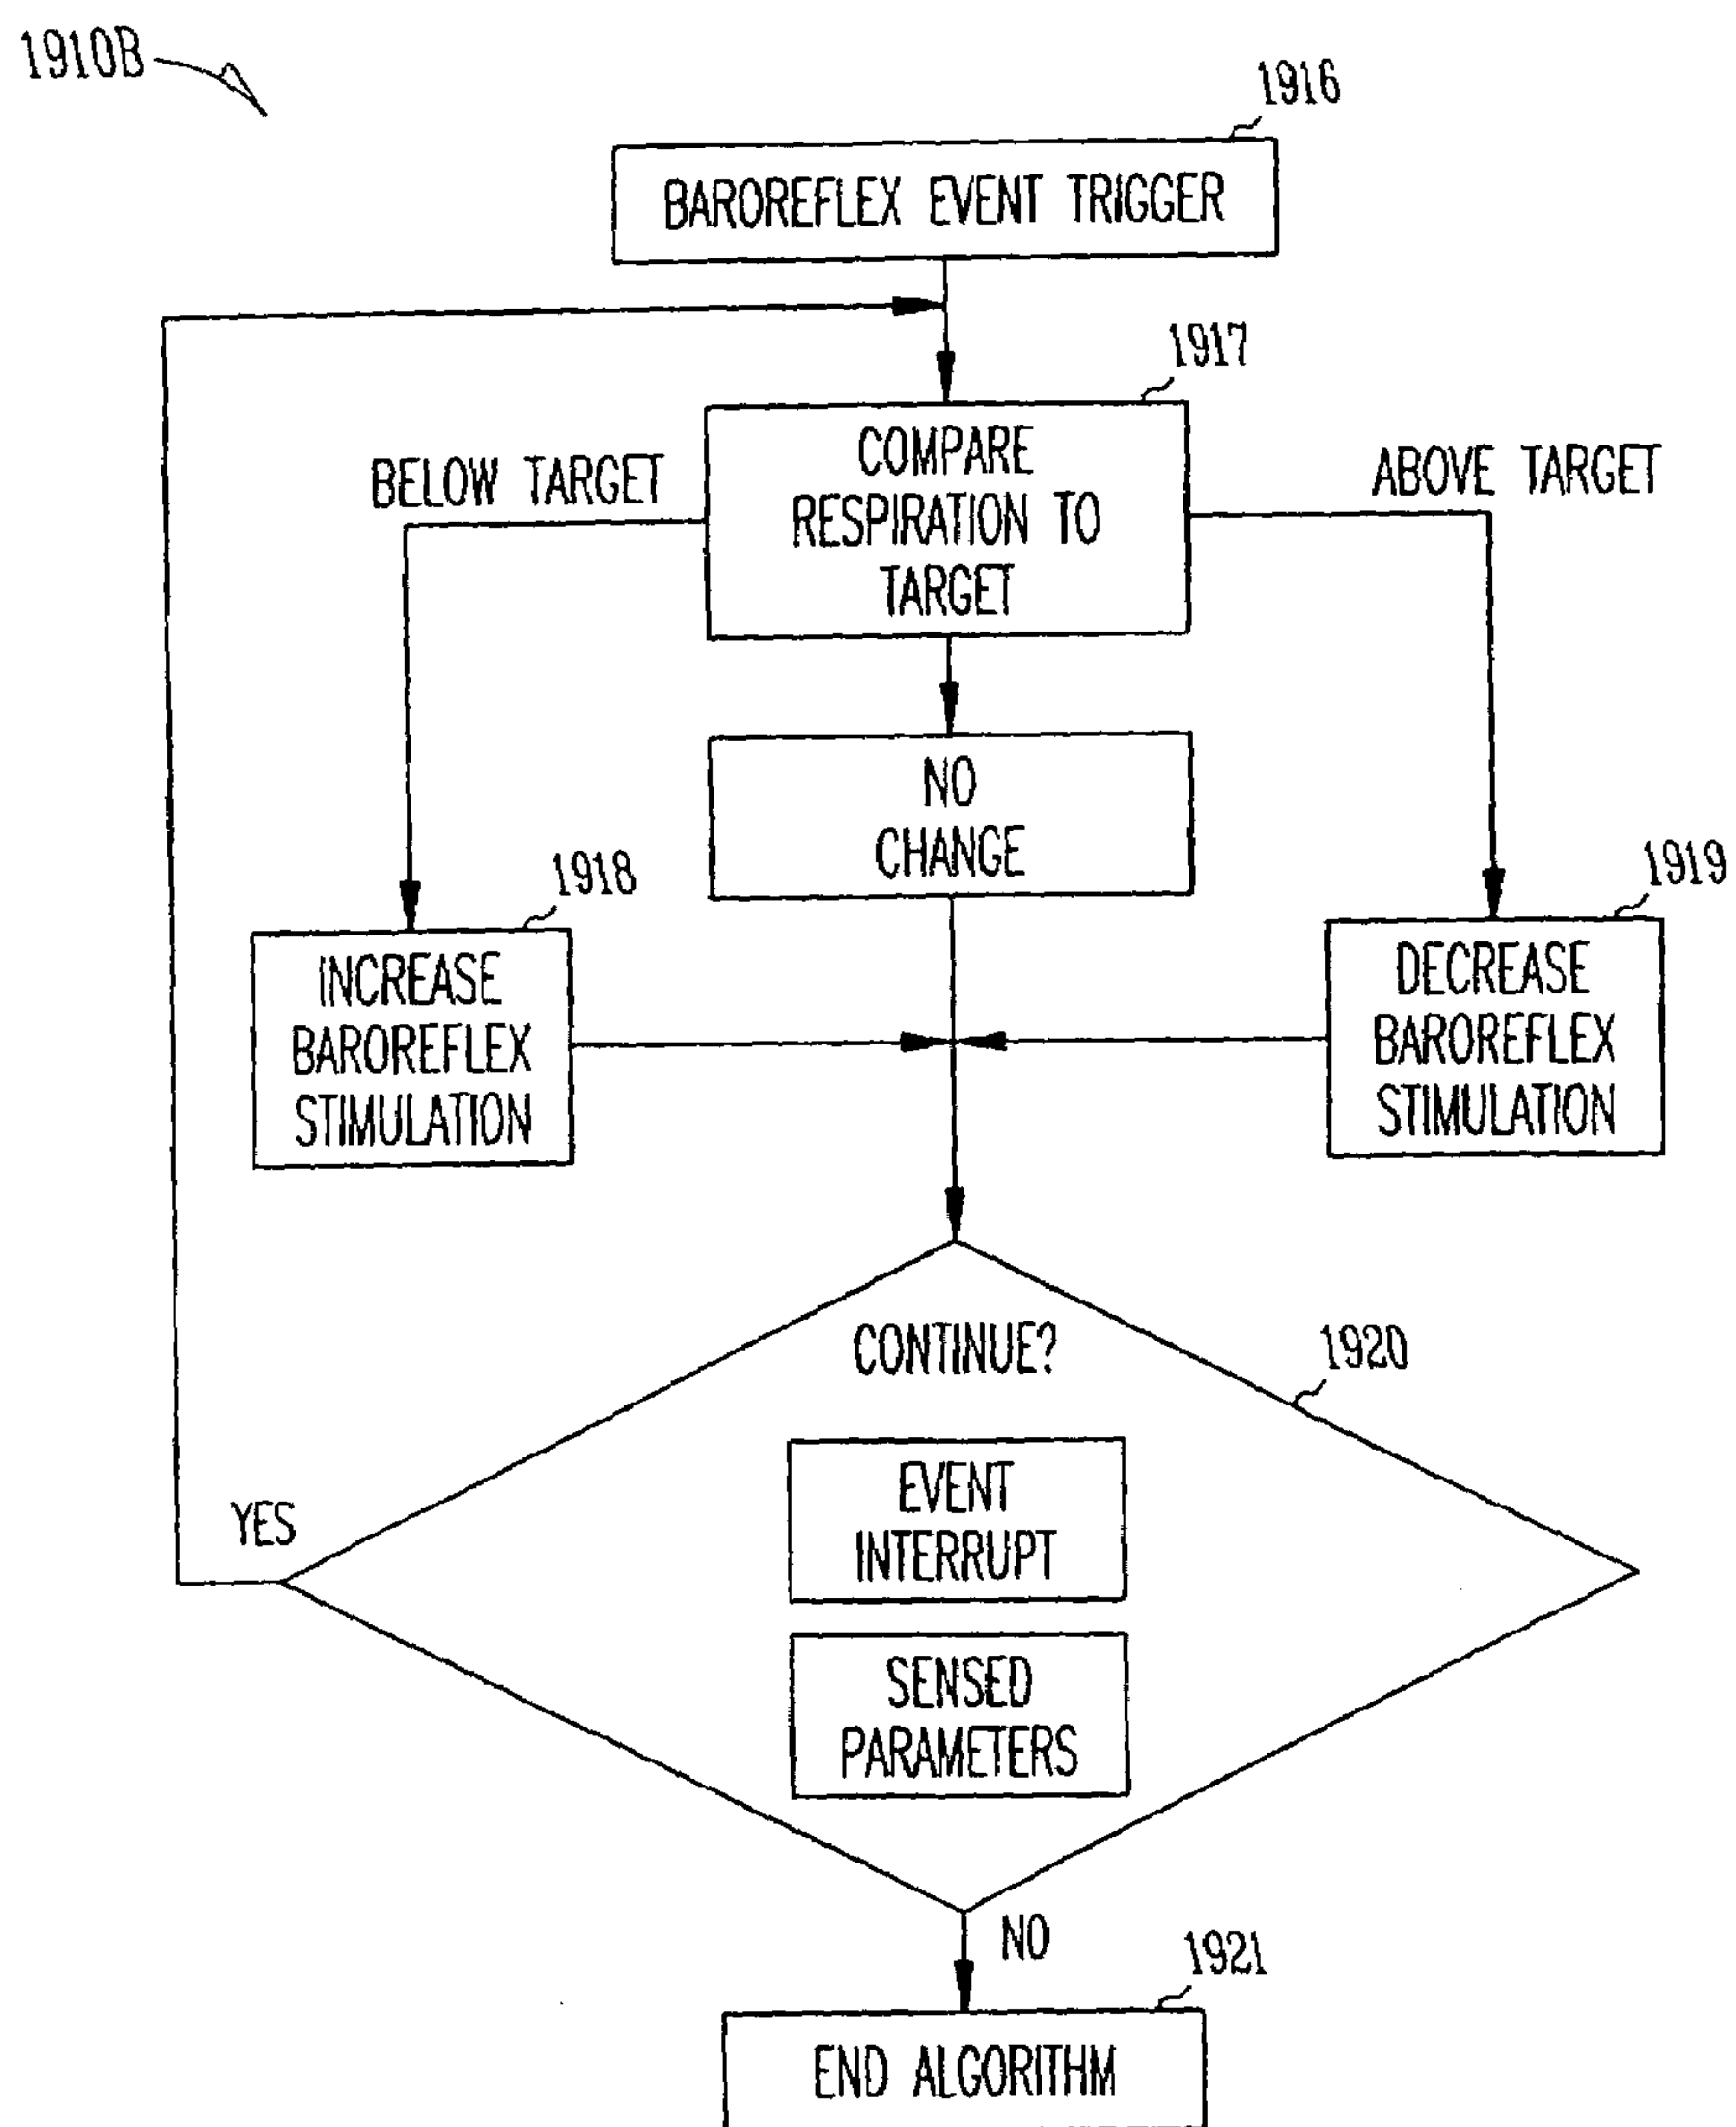 1910B
1916
BAROREFLEX EVENT TRIGGER
1917
COMPARE
RESPIRATION TO
TARGET
BELOW TARGET
ABOVE TARGET
NO
CHANGE
1918
INCREASE
BAROREFLEX
STIMULATION
1919
DECREASE
BAROREFLEX
STIMULATION
CONTINUE?
1920
EVENT
INTERRUPT
YES
SENSED
PARAMETERS
NO
1921
END ALGORITHM